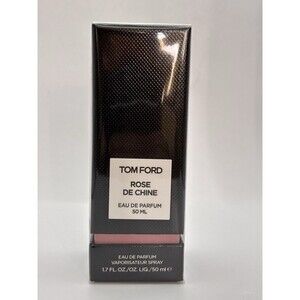 TOM FORD
ROSE
DE CHINE
EAU DE PARFUM
50 ML
EAU DE PARFUM
VAPORISATEUR SPRAY
1.7 FL. OZ./OZ. LIQ./50 ml ℮